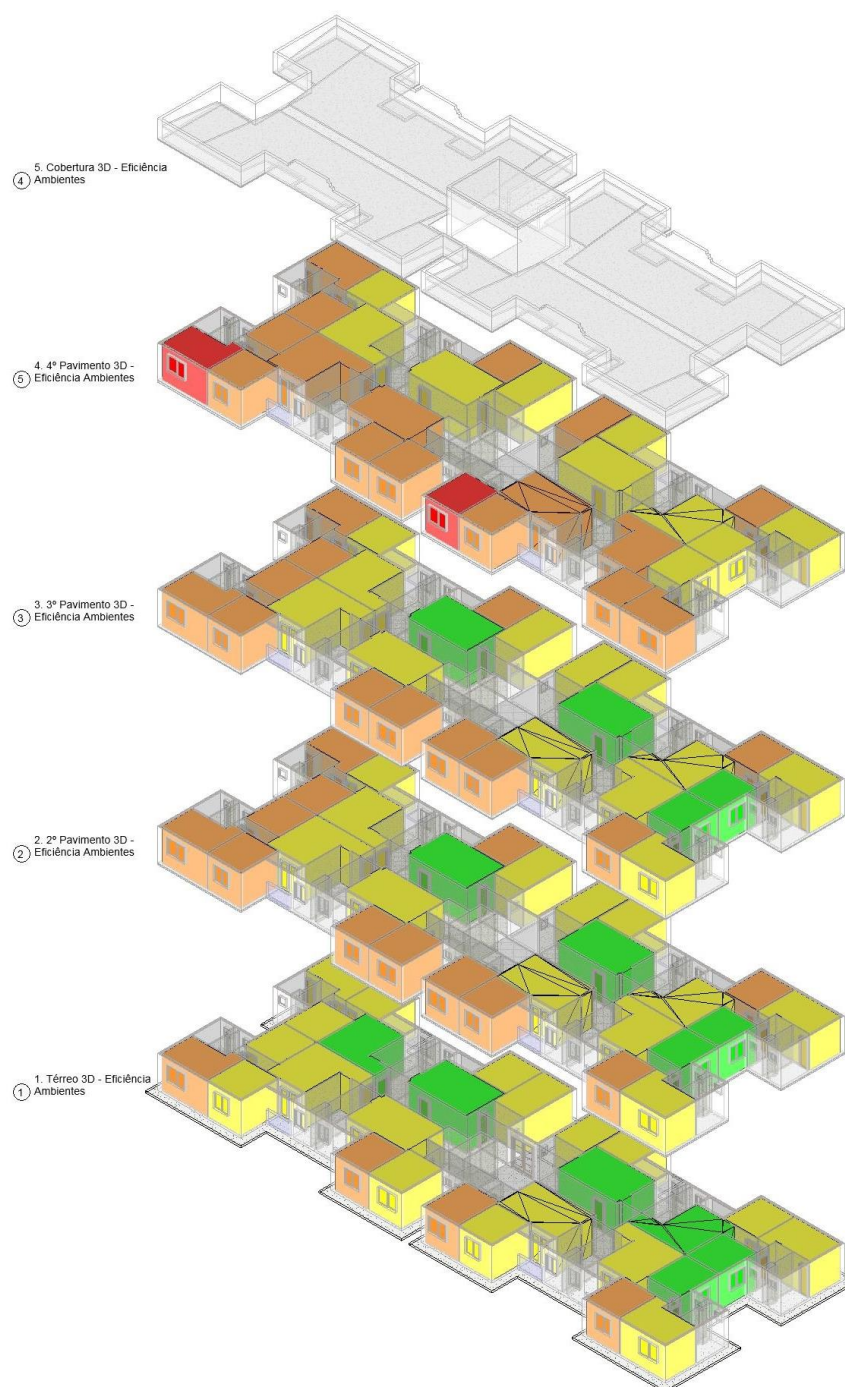 5. Cobertura 3D - Eficiência
4 Ambientes
4. 4º Pavimento 3D -
5 Eficiência Ambientes
3. 3º Pavimento 3D -
3 Eficiência Ambientes
2. 2º Pavimento 3D -
2 Eficiência Ambientes
1. Térreo 3D - Eficiência
1 Ambientes